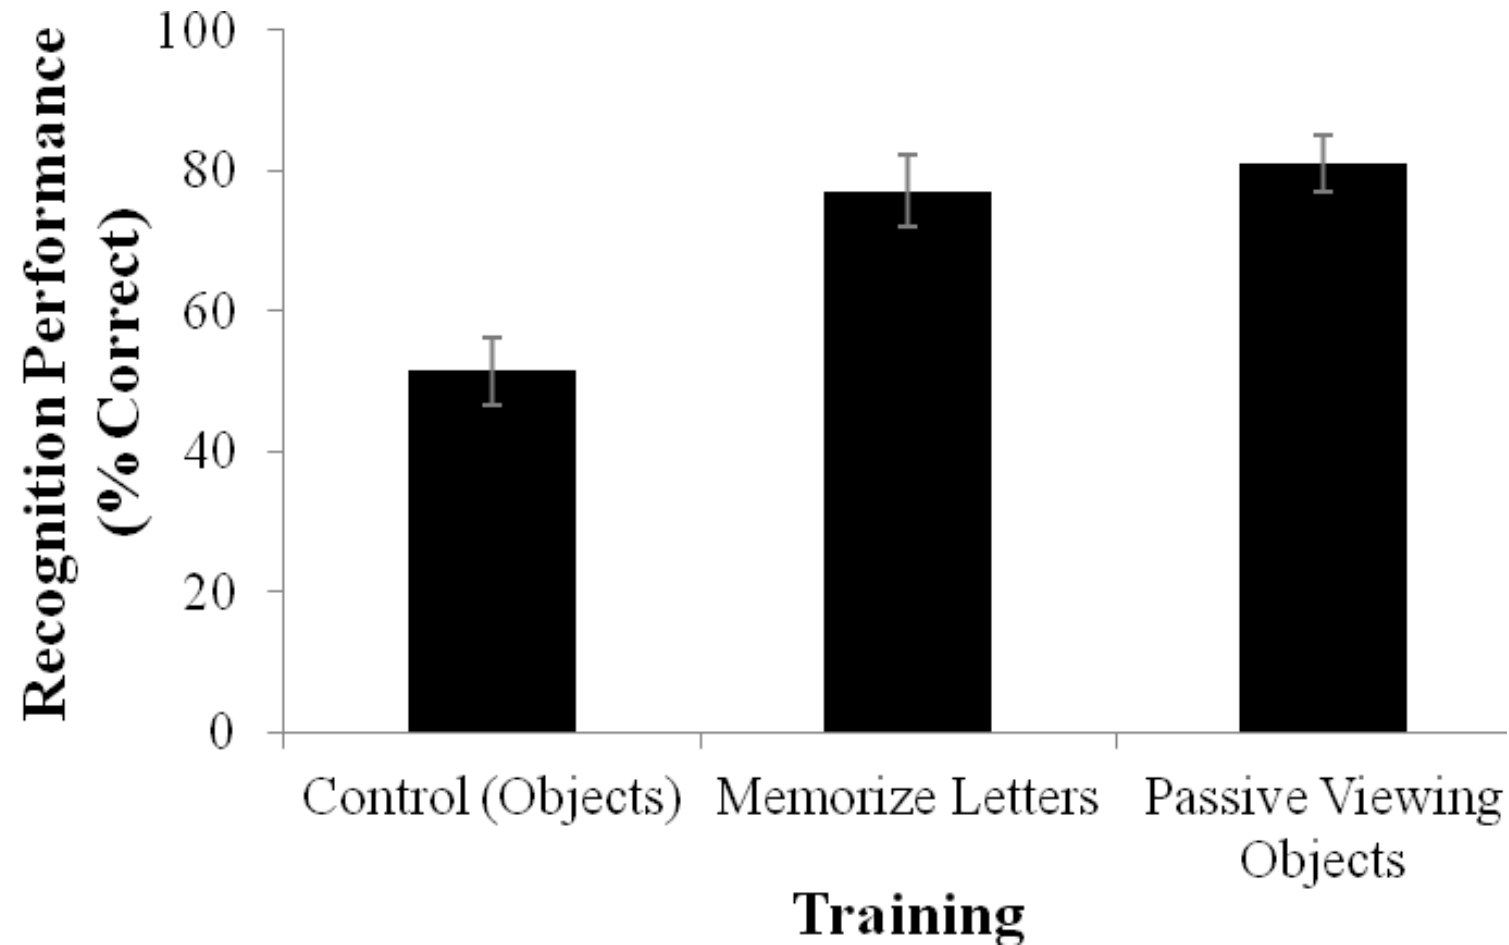 Recognition Performance
(% Correct)
100
80
60
40
20
0
Control (Objects)
Memorize Letters
Passive Viewing
Objects
Training